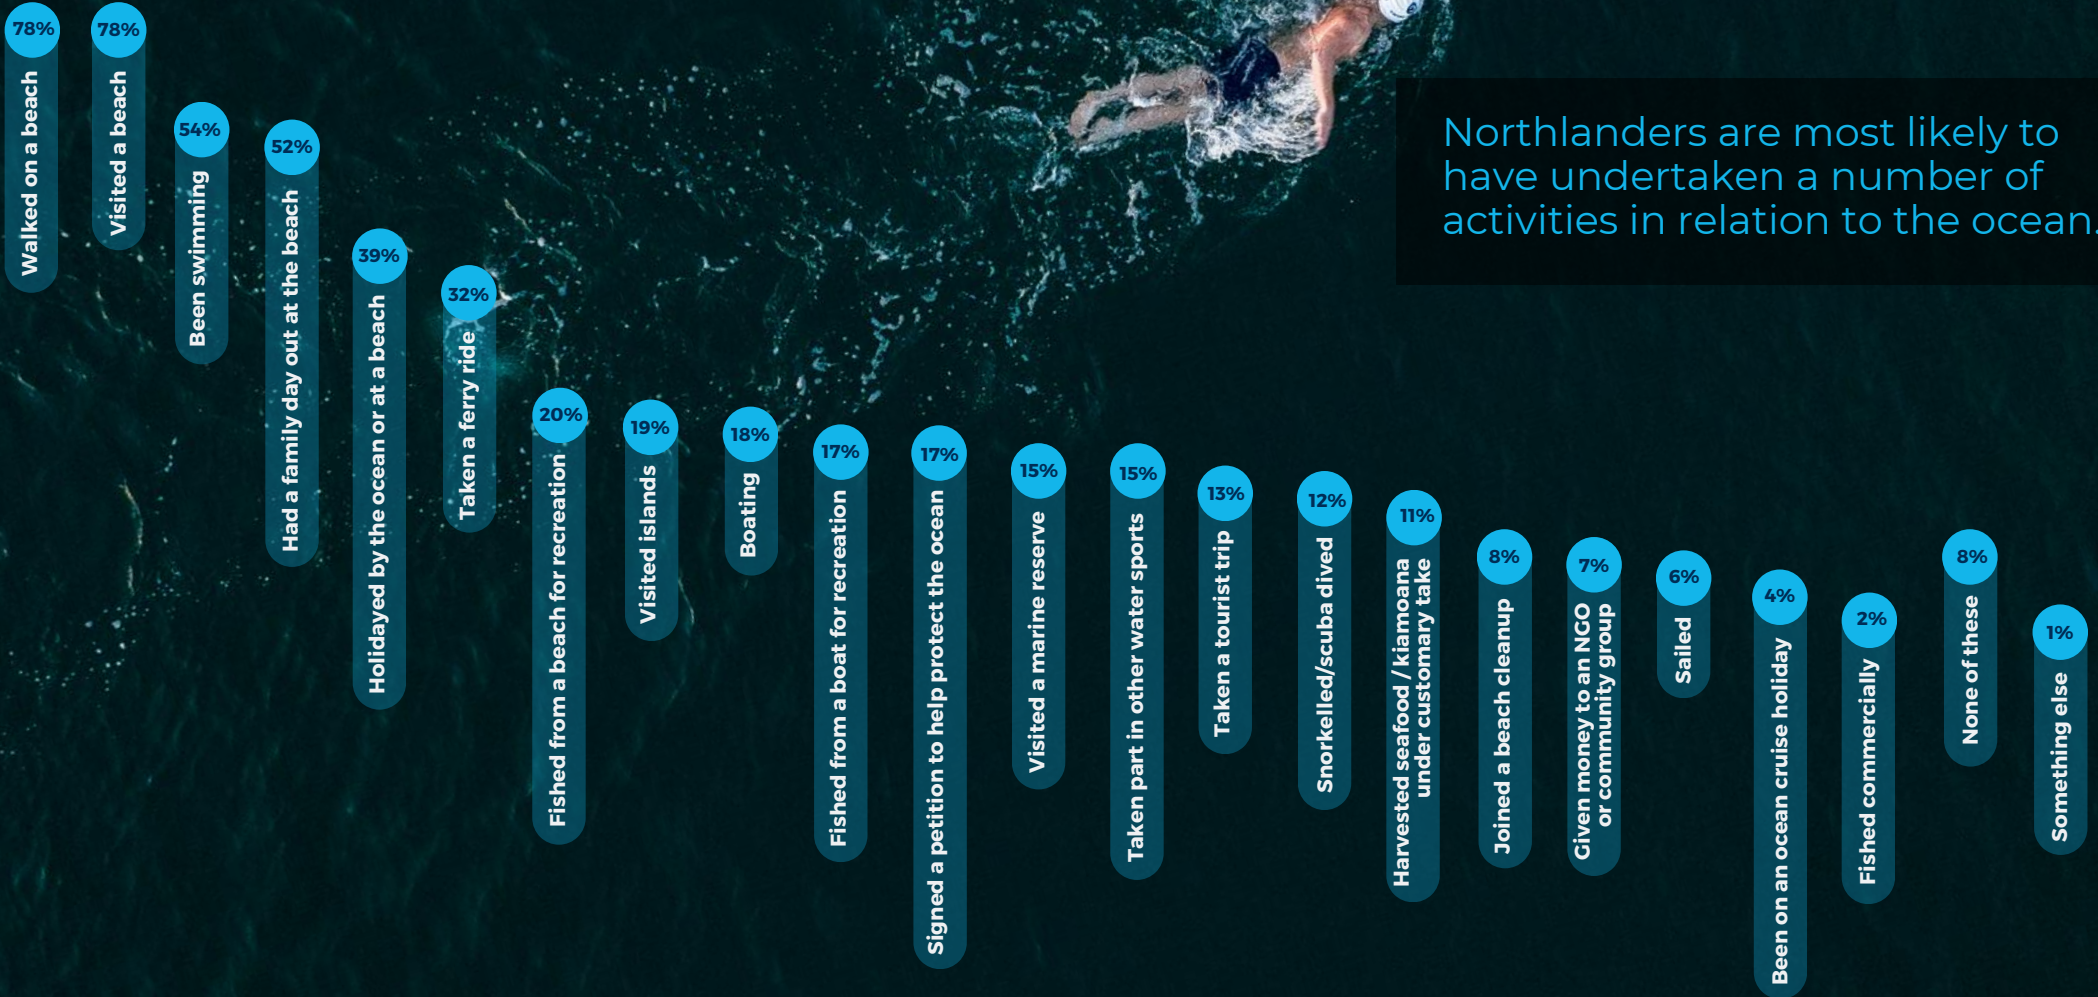 78%
Walked on a beach
78%
Visited a beach
54%
Been swimming
52%
Had a family day out at the beach
39%
Holidayed by the ocean or at a beach
32%
Taken a ferry ride
20%
Fished from a beach for recreation
19%
Visited islands
18%
Boating
17%
Fished from a boat for recreation
17%
Signed a petition to help protect the ocean
15%
Visited a marine reserve
15%
Taken part in other water sports
13%
Taken a tourist trip
12%
Snorkelled/scuba dived
11%
Harvested seafood / kiamoana
under customary take
8%
Joined a beach cleanup
7%
Given money to an NGO
or community group
6%
Sailed
4%
Been on an ocean cruise holiday
2%
Fished commercially
8%
None of these
1%
Something else
Northlanders are most likely to
have undertaken a number of
activities in relation to the ocean.